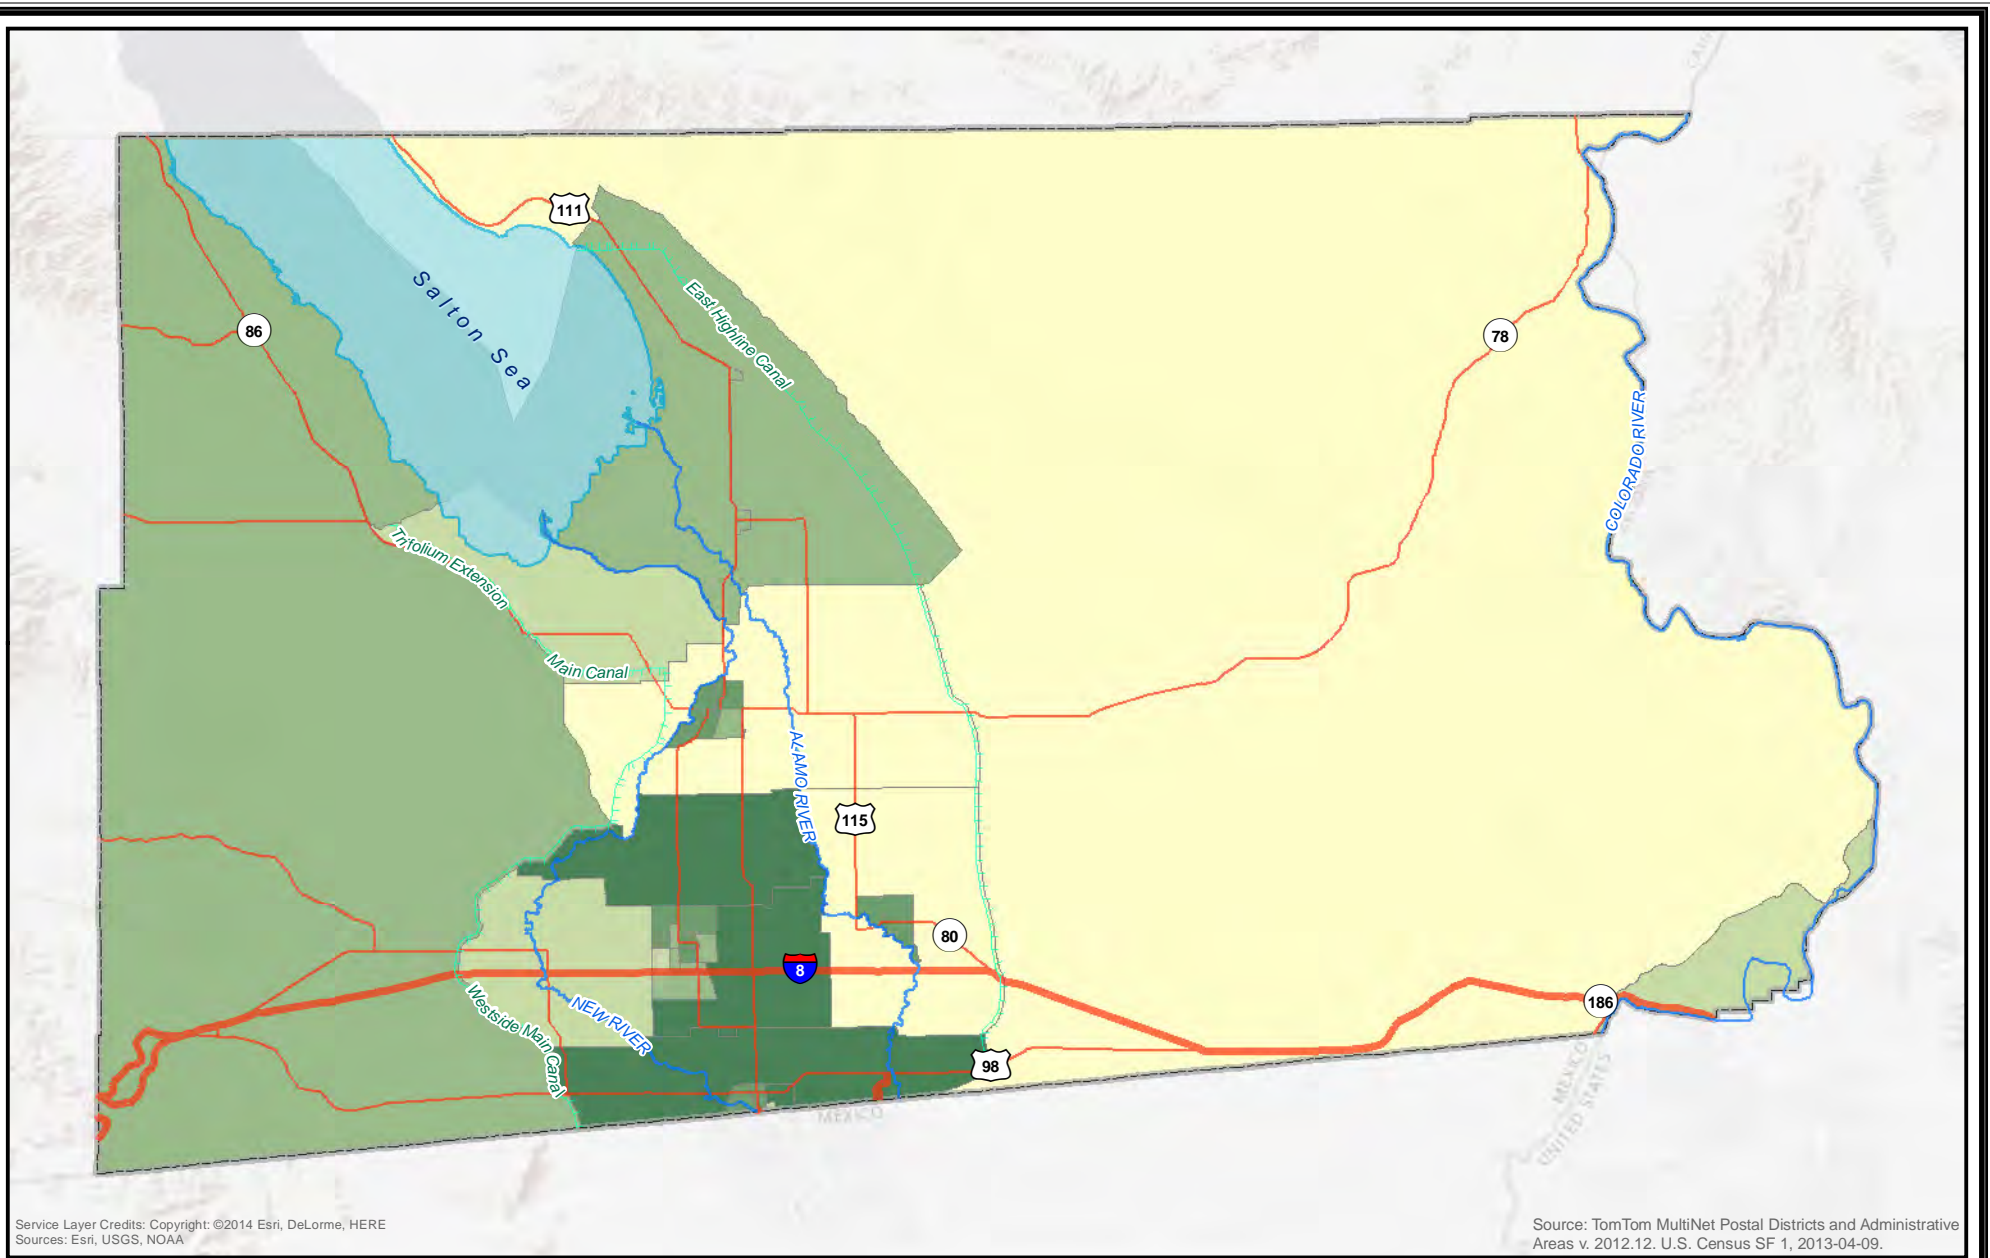 111
Salton Sea
East Highline Canal
86
78
COLORADO RIVER
Trifolium Extension
Main Canal
ALAMO RIVER
115
80
8
186
Westside Main Canal
NEW RIVER
98
MEXICO
MEXICO
UNITED STATES
Service Layer Credits: Copyright: ©2014 Esri, DeLorme, HERE
Sources: Esri, USGS, NOAA
Source: TomTom MultiNet Postal Districts and Administrative
Areas v. 2012.12. U.S. Census SF 1, 2013-04-09.